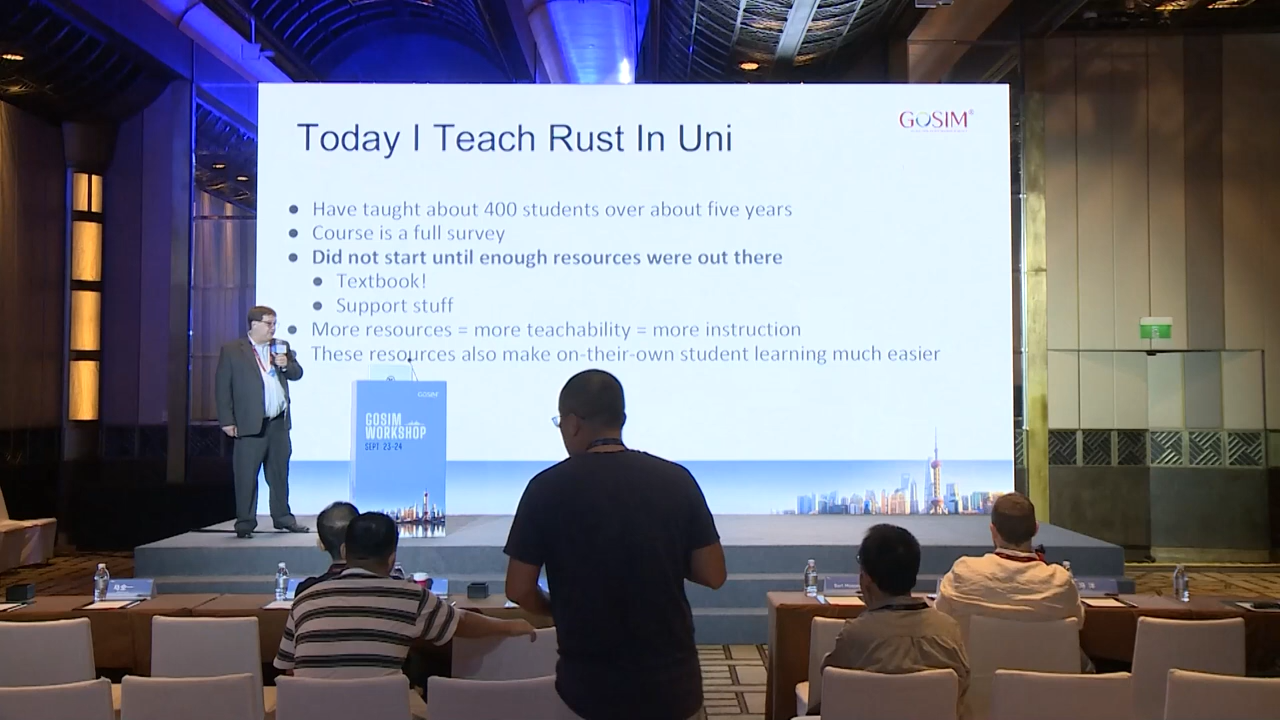 GOSIM
Today I Teach Rust In Uni
Have taught about 400 students over about five years
Course is a full survey
Did not start until enough resources were out there
Textbook!
Support stuff
More resources = more teachability = more instruction
These resources also make on-their-own student learning much easier
GOSIM
GOSIM
WORKSHOP
SEPT 23-24